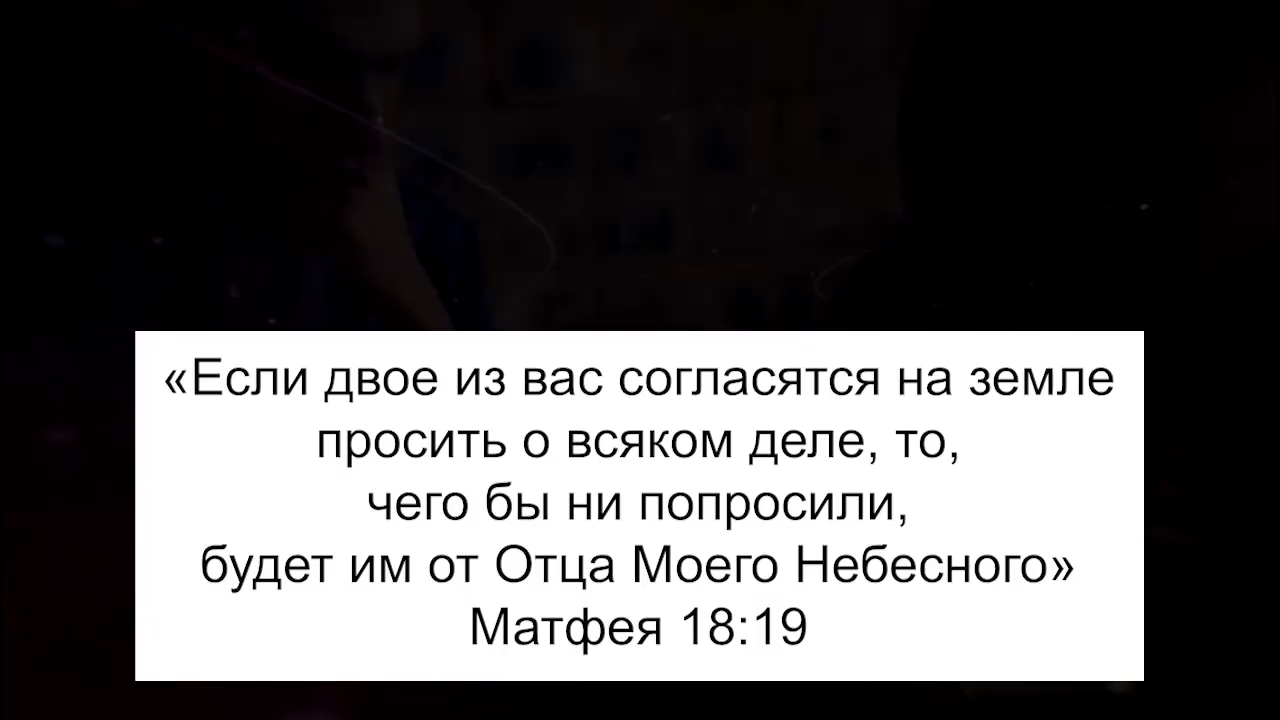 «Если двое из вас согласятся на земле
просить о всяком деле, то,
чего бы ни попросили,
будет им от Отца Моего Небесного»
Матфея 18:19